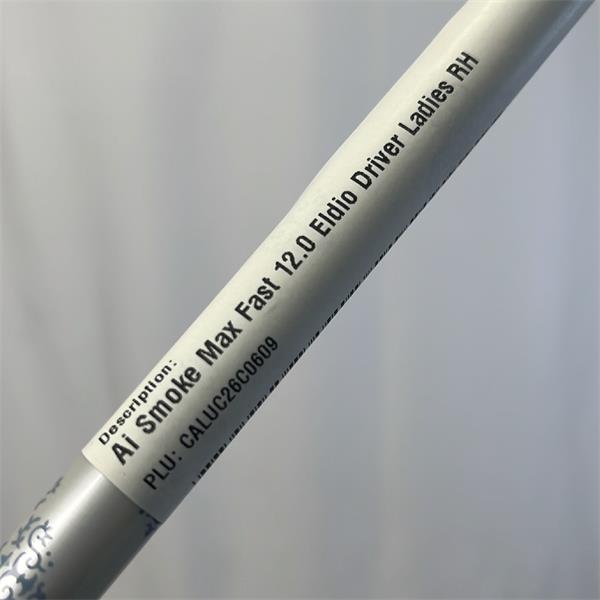 Description:
Ai Smoke Max Fast 12.0 Eldio Driver Ladies RH
PLU: CALUC26C0609